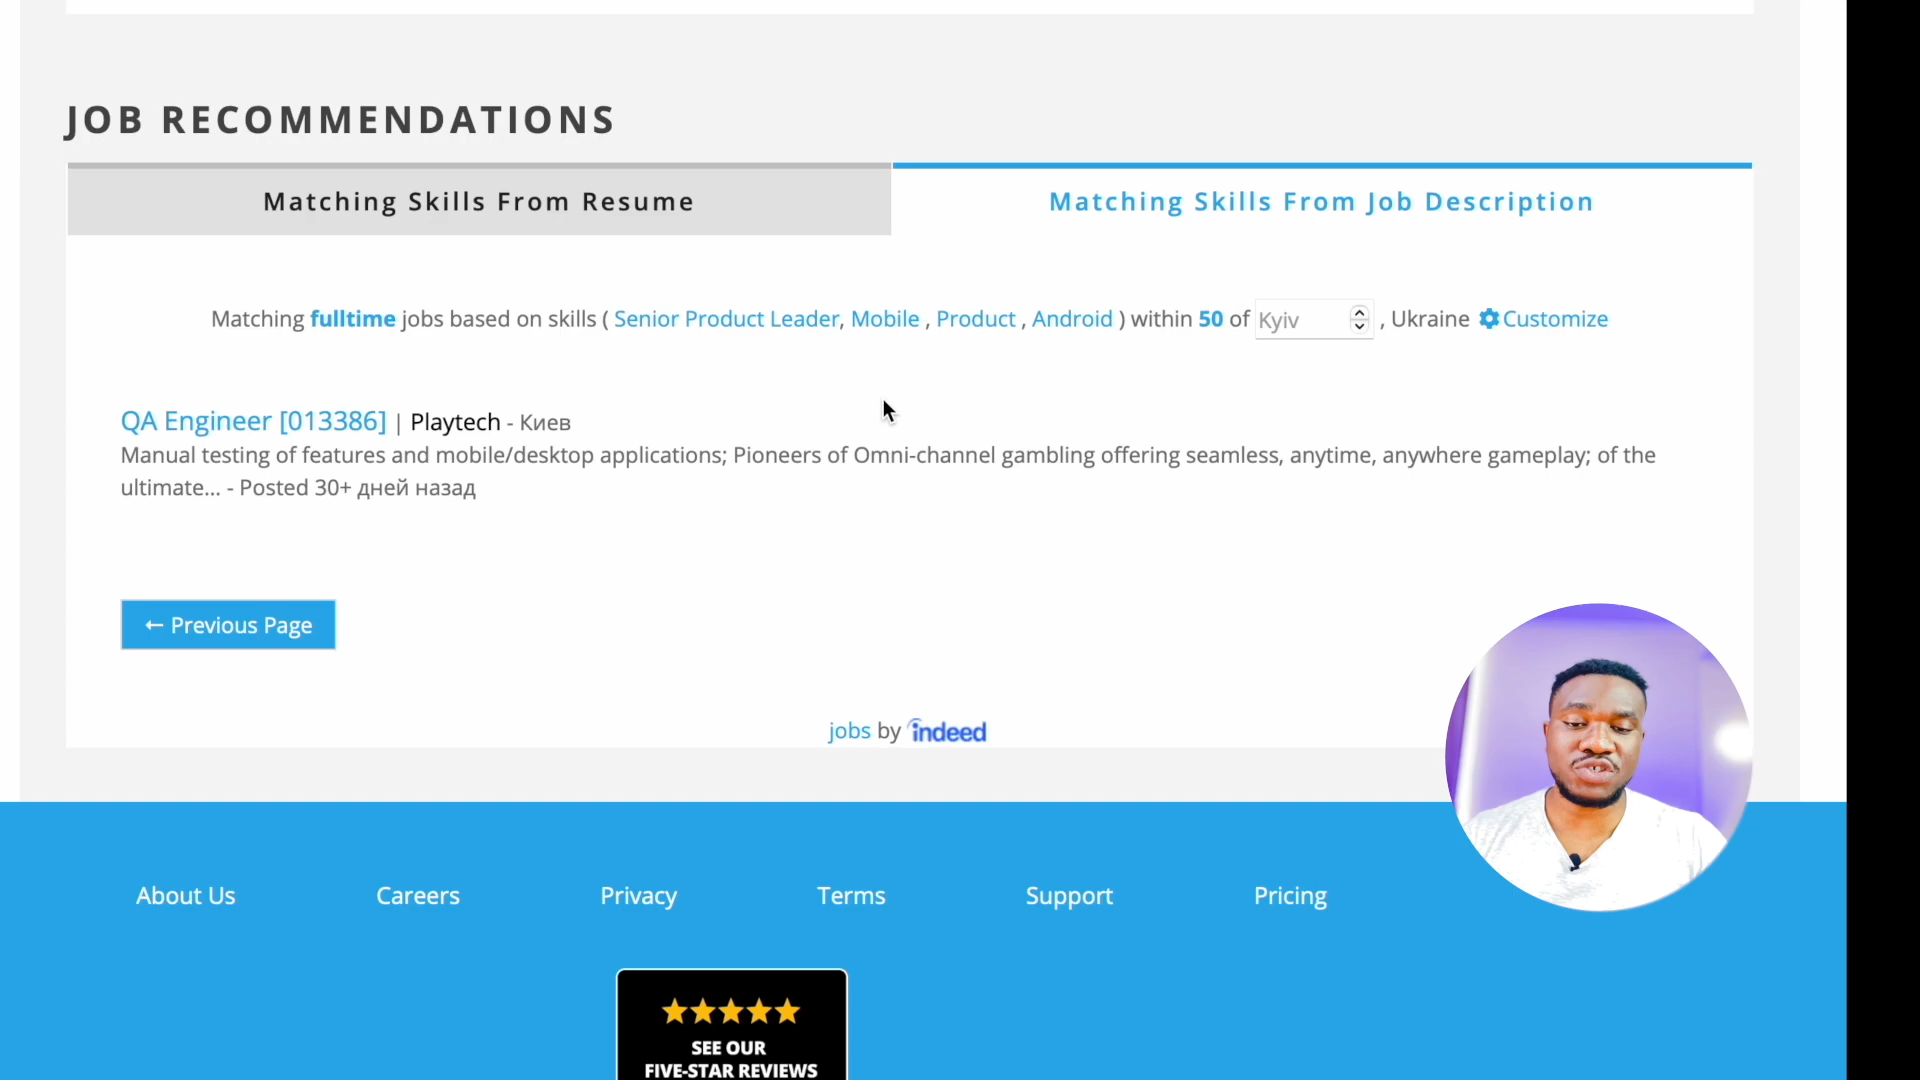 JOB RECOMMENDATIONS
Matching Skills From Resume
Matching Skills From Job Description
Matching fulltime jobs based on skills ( Senior Product Leader, Mobile , Product , Android ) within 50 of Kyiv , Ukraine Customize
QA Engineer [013386] | Playtech - Киев
Manual testing of features and mobile/desktop applications; Pioneers of Omni-channel gambling offering seamless, anytime, anywhere gameplay; of the
ultimate... - Posted 30+ дней назад
← Previous Page
jobs by indeed
About Us Careers Privacy Terms Support Pricing
SEE OUR
FIVE-STAR REVIEWS